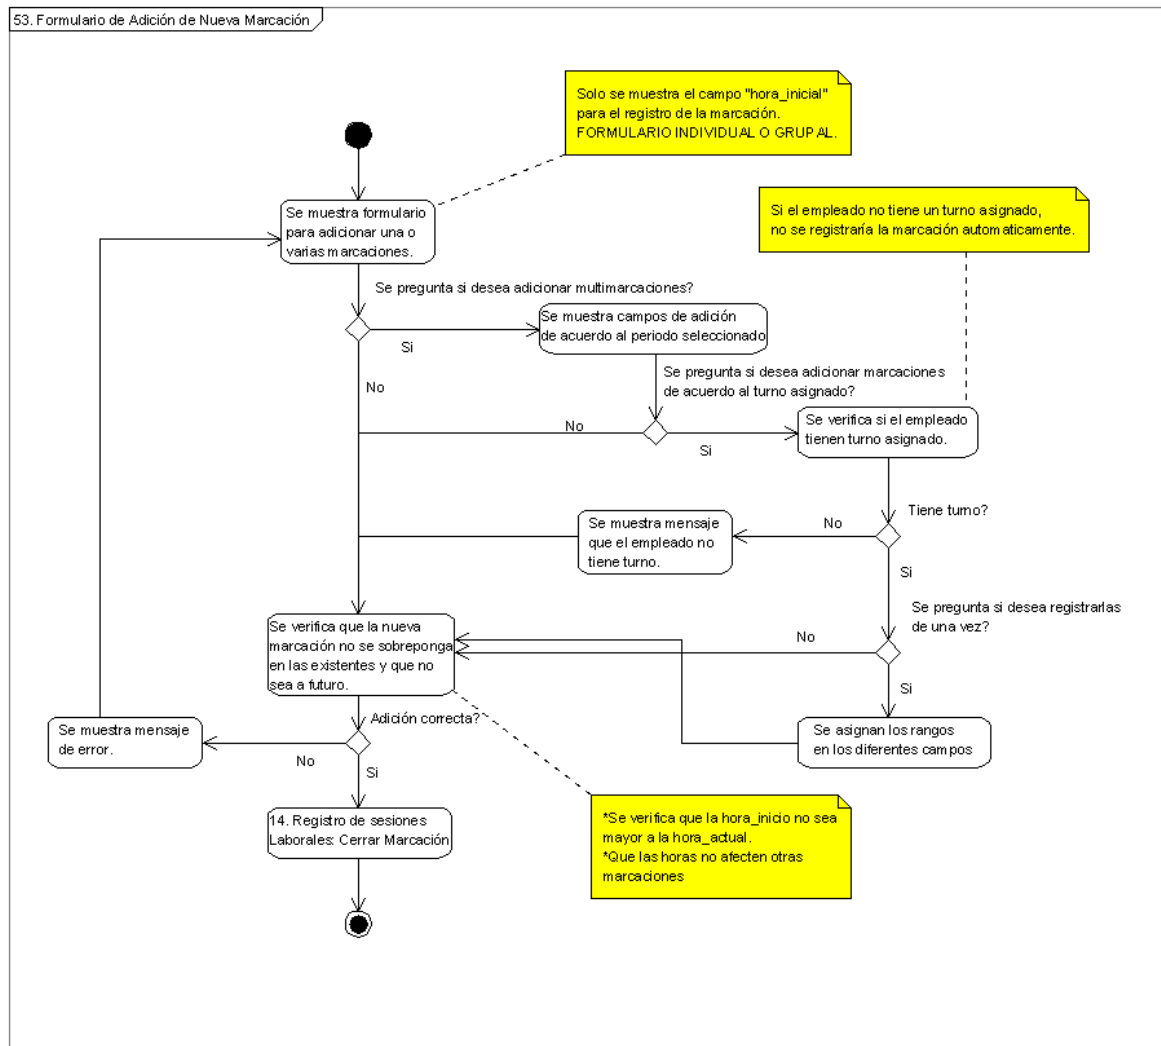 53. Formulario de Adición de Nueva Marcación
Solo se muestra el campo "hora_inicial"
para el registro de la marcación.
FORMULARIO INDIVIDUAL O GRUPAL.
Se muestra formulario
para adicionar una o
varias marcaciones.
Si el empleado no tiene un turno asignado,
no se registraría la marcación automaticamente.
Se pregunta si desea adicionar multimarcaciones?
Se muestra campos de adición
de acuerdo al periodo seleccionado
Si
No
Se pregunta si desea adicionar marcaciones
de acuerdo al turno asignado?
Se verifica si el empleado
tienen turno asignado.
No
Si
Tiene turno?
Se muestra mensaje
que el empleado no
tiene turno.
No
Si
Se pregunta si desea registrarlas
de una vez?
Se verifica que la nueva
marcación no se sobreponga
en las existentes y que no
sea a futuro.
No
Si
Adición correcta?
Se muestra mensaje
de error.
Se asignan los rangos
en los diferentes campos
No
Si
14. Registro de sesiones
Laborales: Cerrar Marcación
*Se verifica que la hora_inicio no sea
mayor a la hora_actual.
*Que las horas no afecten otras
marcaciones